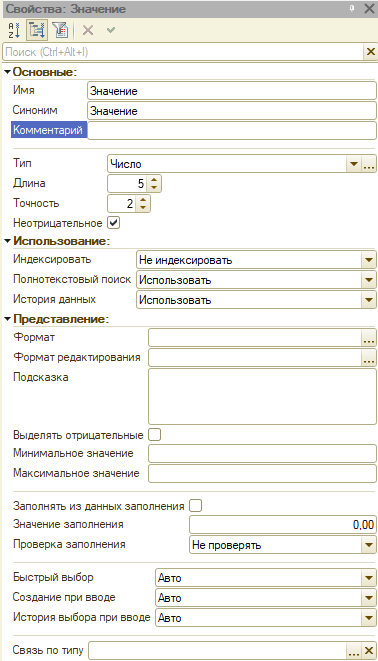 Свойства: Значение
Поиск (Ctrl+Alt+I)
Основные:
Имя Значение
Синоним Значение
Комментарий
Тип Число
Длина 5
Точность 2
Неотрицательное
Использование:
Индексировать Не индексировать
Полнотекстовый поиск Использовать
История данных Использовать
Представление:
Формат
Формат редактирования
Подсказка
Выделять отрицательные
Минимальное значение
Максимальное значение
Заполнять из данных заполнения
Значение заполнения 0,00
Проверка заполнения Не проверять
Быстрый выбор Авто
Создание при вводе Авто
История выбора при вводе Авто
Связь по типу